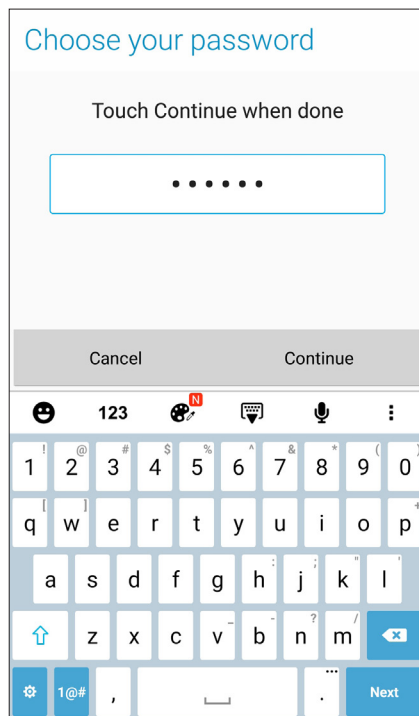 Choose your password
Touch Continue when done
••••••
Cancel Continue
123 N
! @ # $ % ^ & * ( )
1 2 3 4 5 6 7 8 9 0
[ ] +
q w e r t y u i o p
: ; " '
a s d f g h j k l
_ - ? /
z x c v b n m
1@# , . ... Next